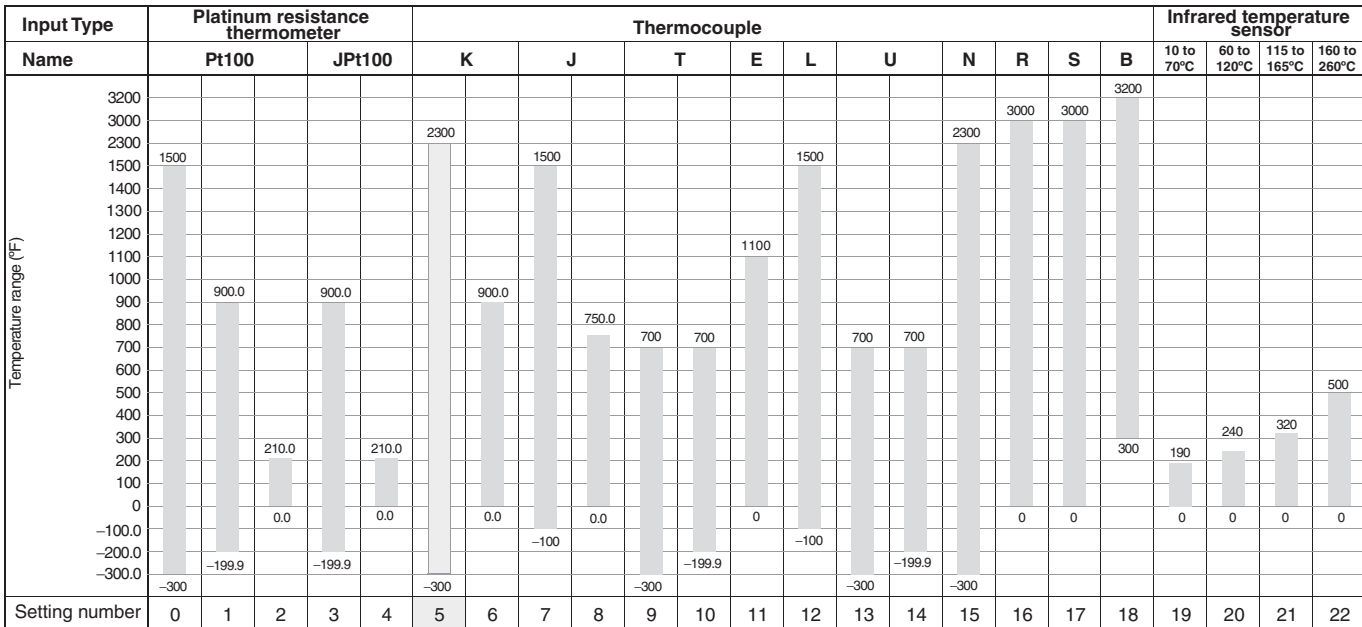 Input Type
Platinum resistance
thermometer
Thermocouple
Infrared temperature
sensor
Name
Pt100
JPt100
K
J
T
E
L
U
N
R
S
B
10 to
70ºC
60 to
120ºC
115 to
165ºC
160 to
260ºC
Temperature range (ºF)
3200
3000
2300
1500
1400
1300
1200
1100
1000
900
800
700
600
500
400
300
200
100
0
−100.0
−200.0
−300.0
1500
−300
900.0
−199.9
210.0
0.0
900.0
−199.9
210.0
0.0
2300
−300
900.0
0.0
1500
−100
750.0
0.0
700
−300
700
−199.9
1100
0
1500
−100
700
−300
700
−199.9
2300
−300
3000
0
3000
0
3200
300
190
0
240
0
320
0
500
0
Setting number 0 1 2 3 4 5 6 7 8 9 10 11 12 13 14 15 16 17 18 19 20 21 22